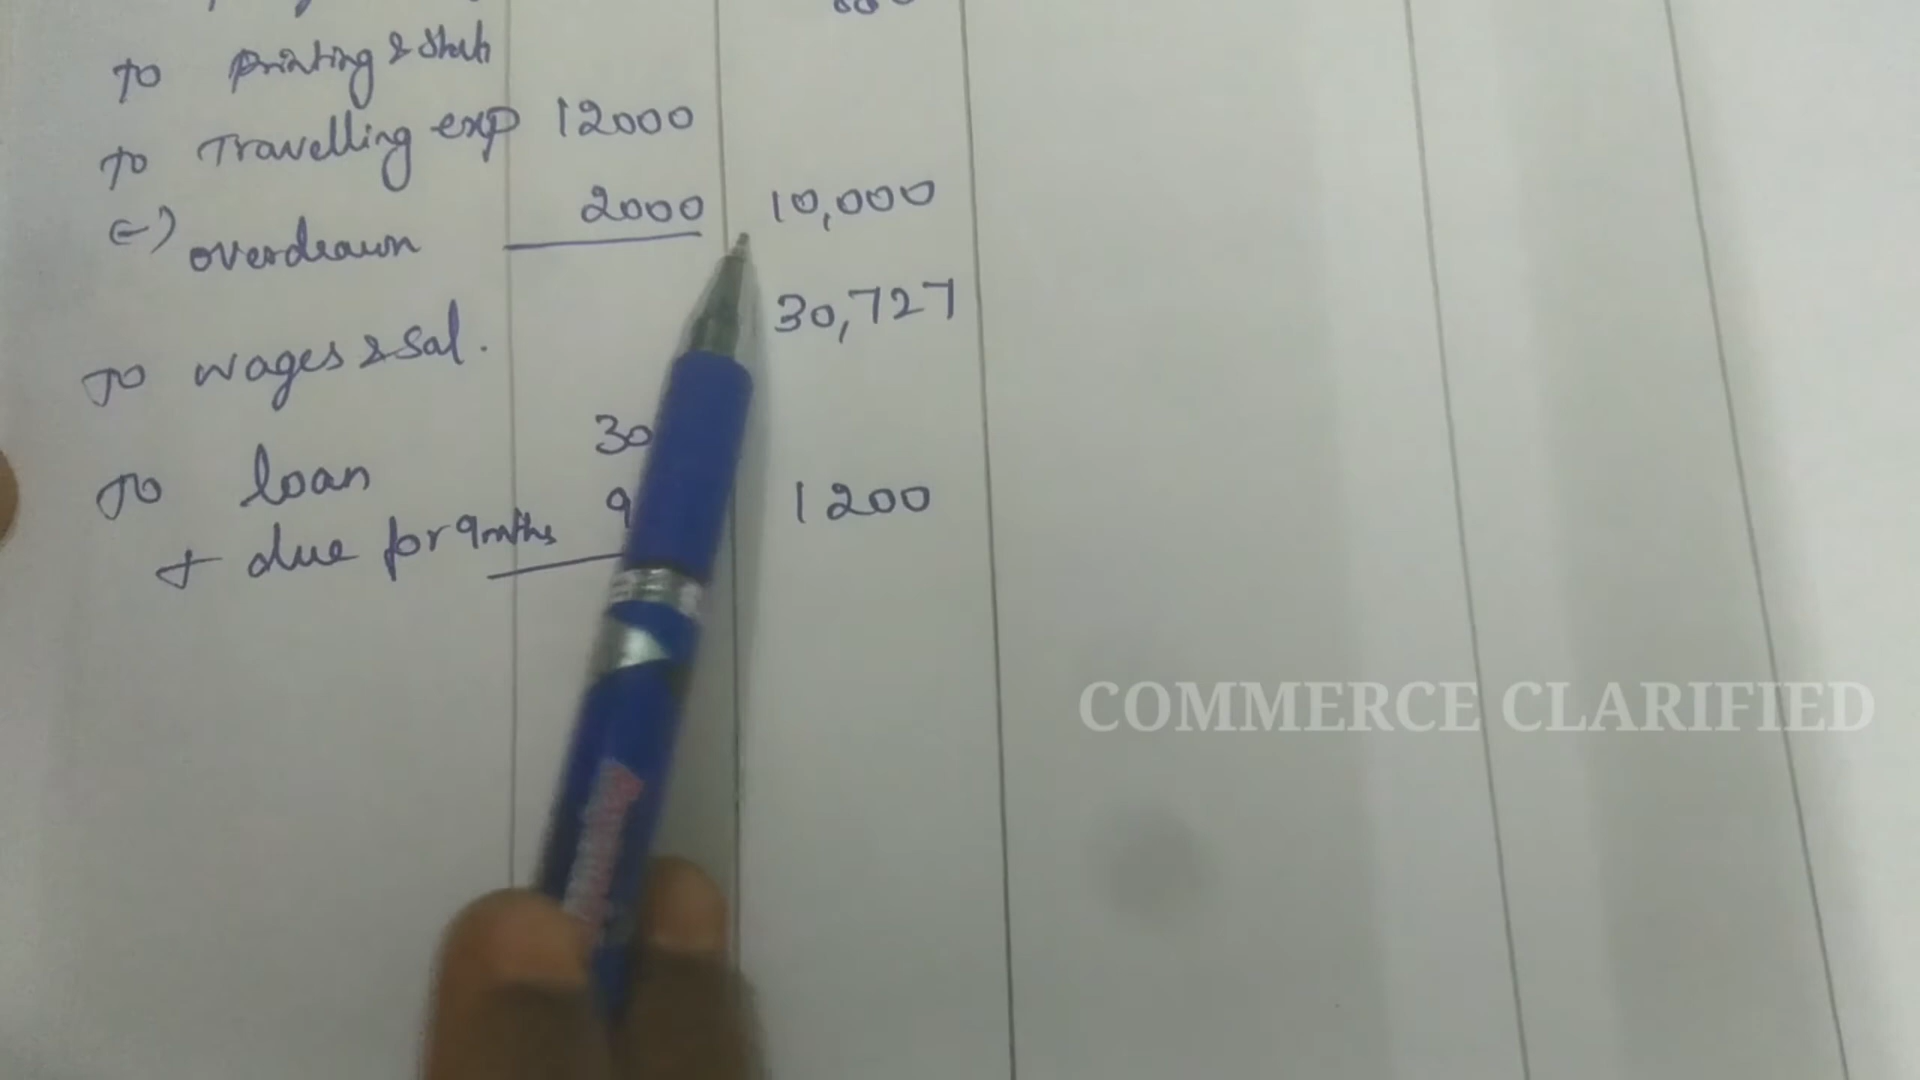 To Printing & Stati
To Travelling exp 12000
(-) overdrawn 2000 10,000
To wages & sal. 30,727
To loan 30
+ due for 9mths 9 1200
COMMERCE CLARIFIED